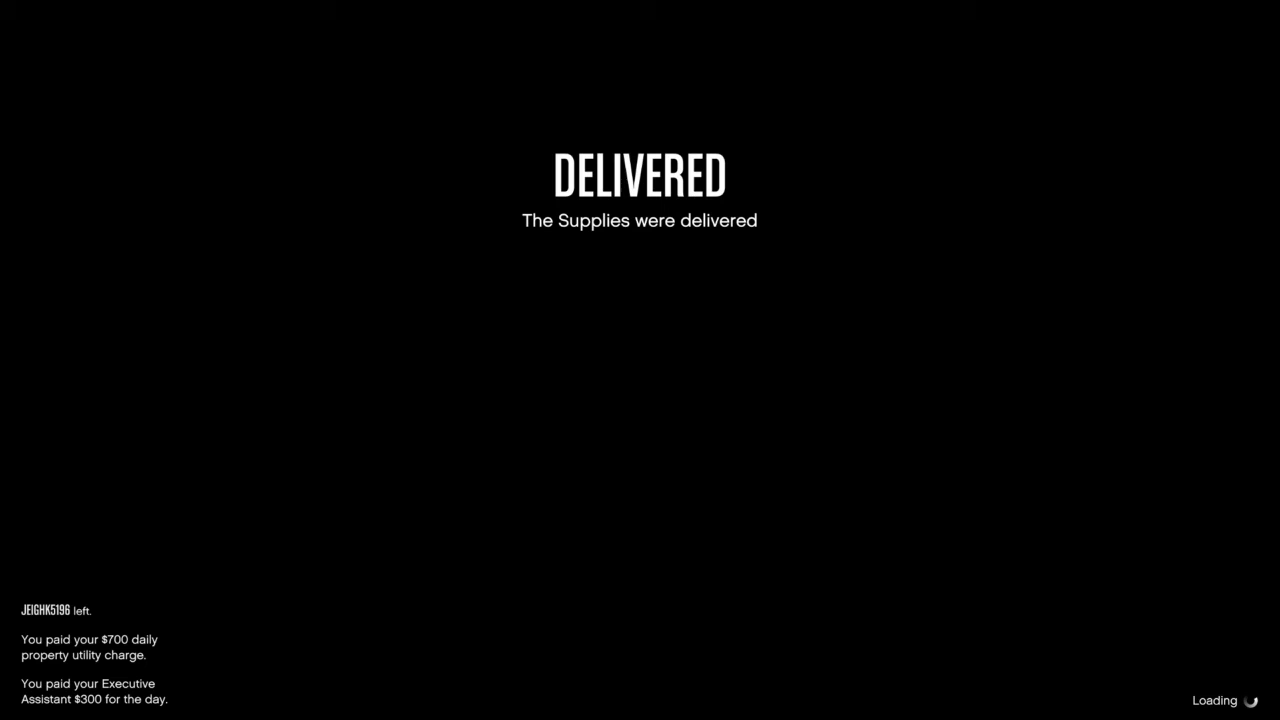 DELIVERED
The Supplies were delivered
JEIGHK5196 left.
You paid your $700 daily
property utility charge.
You paid your Executive
Assistant $300 for the day.
Loading